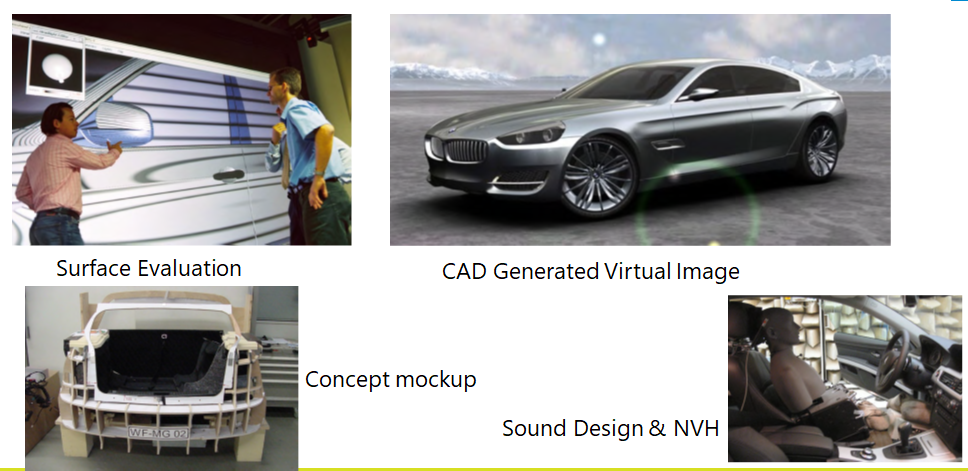 Surface Evaluation
CAD Generated Virtual Image
Concept mockup
WF-MG 02
Sound Design & NVH